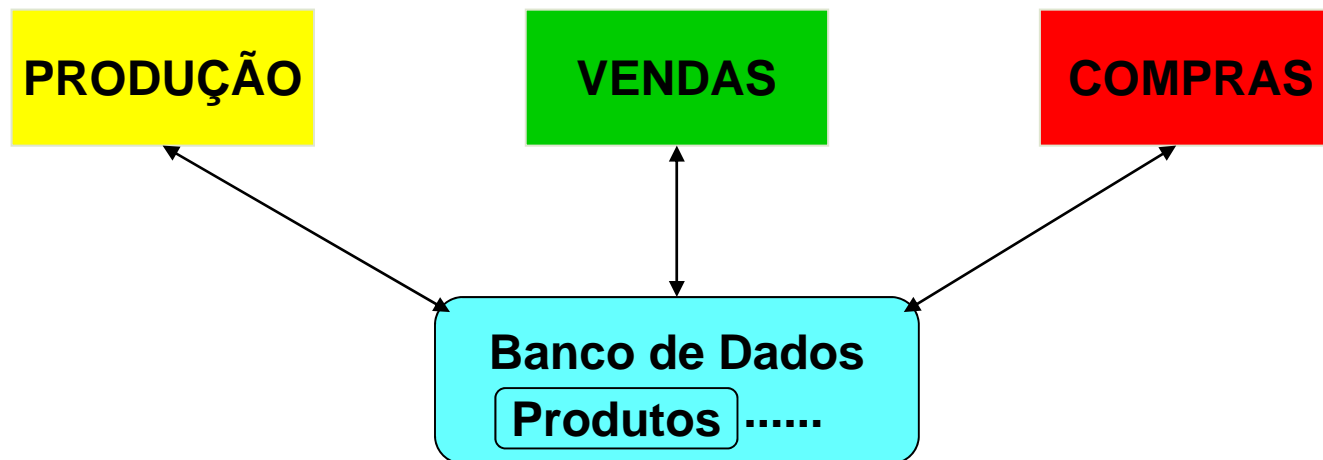 PRODUÇÃO
VENDAS
COMPRAS
Banco de Dados
Produtos ......